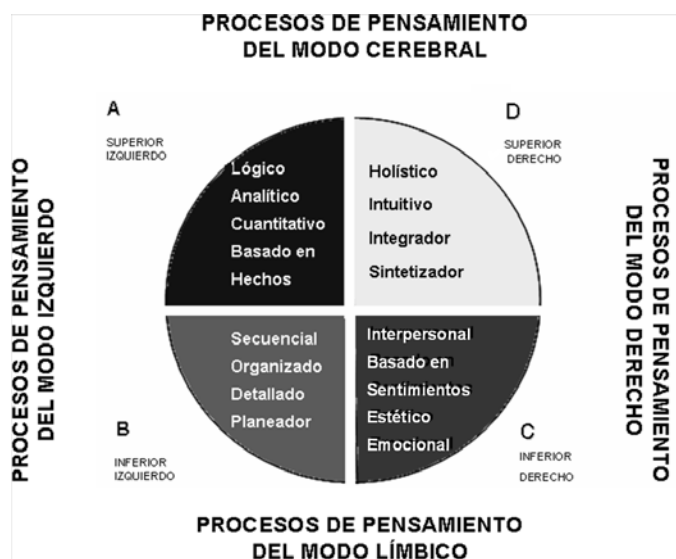 PROCESOS DE PENSAMIENTO
DEL MODO CEREBRAL
A
SUPERIOR
IZQUIERDO
D
SUPERIOR
DERECHO
PROCESOS DE PENSAMIENTO
DEL MODO IZQUIERDO
Lógico
Analítico
Cuantitativo
Basado en
Hechos
Holístico
Intuitivo
Integrador
Sintetizador
PROCESOS DE PENSAMIENTO
DEL MODO DERECHO
Secuencial
Organizado
Detallado
Planeador
Interpersonal
Basado en
Sentimientos
Estético
Emocional
B
INFERIOR
IZQUIERDO
C
INFERIOR
DERECHO
PROCESOS DE PENSAMIENTO
DEL MODO LÍMBICO